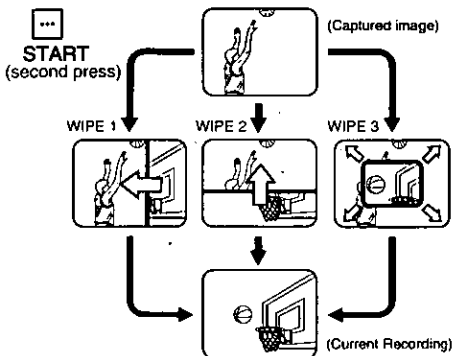 START
(second press)
(Captured image)
WIPE 1
WIPE 2
WIPE 3
(Current Recording)